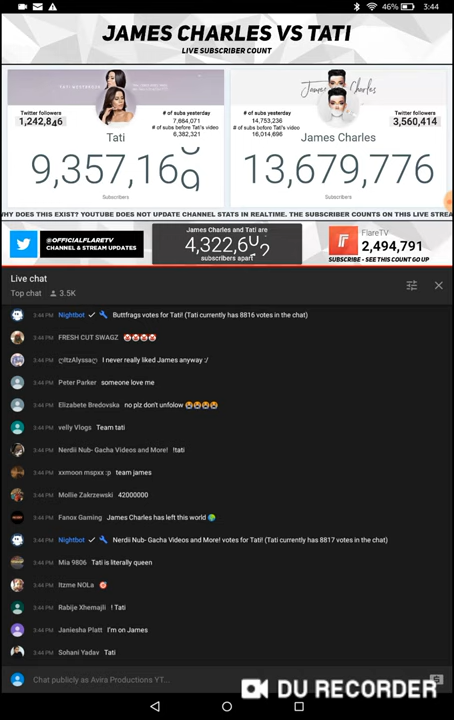 46% 3:44
JAMES CHARLES VS TATI
LIVE SUBSCRIBER COUNT
Twitter followers
1,242,846
# of subs yesterday
7,664,071
# of subs before Tati's video
6,382,321
Tati
9,357,169
Subscribers
James Charles
# of subs yesterday
14,753,236
# of subs before Tati's video
16,014,696
Twitter followers
3,560,414
James Charles
13,679,776
Subscribers
WHY DOES THIS EXIST? YOUTUBE DOES NOT UPDATE CHANNEL STATS IN REALTIME. THE SUBSCRIBER COUNTS ON THIS LIVE STREA
@OFFICIALFLARETV
CHANNEL & STREAM UPDATES
James Charles and Tati are
4,322,6
subscribers apart
FlareTV
2,494,791
SUBSCRIBE - SEE THIS COUNT GO UP
Live chat
Top chat 3.5K
3:44 PM Nightbot Buttfrags votes for Tati! (Tati currently has 8816 votes in the chat)
3:44 PM FRESH CUT SWAGZ
3:44 PM ღItzAlyssaღ I never really liked James anyway :/
3:44 PM Peter Parker someone love me
3:44 PM Elizabete Bedrovska no plz don't unfolow 😭😭😭😭
3:44 PM velly Vlogs Team tati
3:44 PM Nerdii Nub- Gacha Videos and More! !tati
3:44 PM xxmoon mspxx :p team james
3:44 PM Mollie Zakrzewski 42000000
3:44 PM Fanox Gaming James Charles has left this world 🌍
3:44 PM Nightbot Nerdii Nub- Gacha Videos and More! votes for Tati! (Tati currently has 8817 votes in the chat)
3:44 PM Mia 9806 Tati is literally queen
3:44 PM Itzme NOLa
3:44 PM Rabije Xhemajli ! Tati
3:44 PM Janiesha Platt I'm on James
3:44 PM Sohani Yadav Tati
Chat publicly as Avira Productions YT...
DU RECORDER